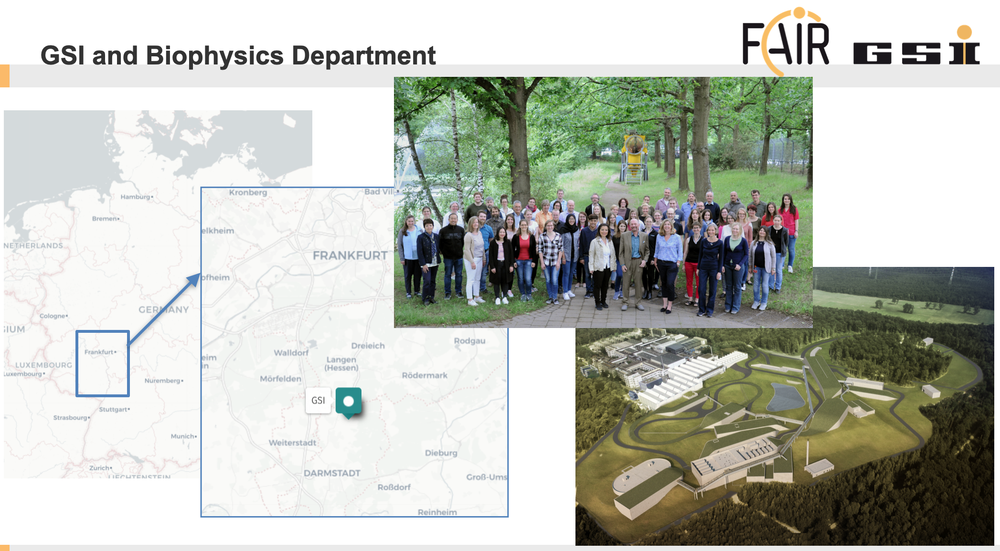 GSI and Biophysics Department
FAIR GSI
Hamburg
Bremen
NETHERLANDS
GERMANY
Cologne
GIUM
Frankfurt
LUXEMBOURG
Luxembourg
Nuremberg
Stuttgart
Strasbourg
Munich
Zurich
LIECHTENSTEIN
Kronberg
Bad Vil
elkheim
FRANKFURT
ofheim
Rodgau
Dreieich
Walldorf
Langen
(Hessen)
eim
in
Rödermark
Mörfelden
GSI
Weiterstadt
Dieburg
DARMSTADT
Groß-Ums
Roßdorf
Reinheim